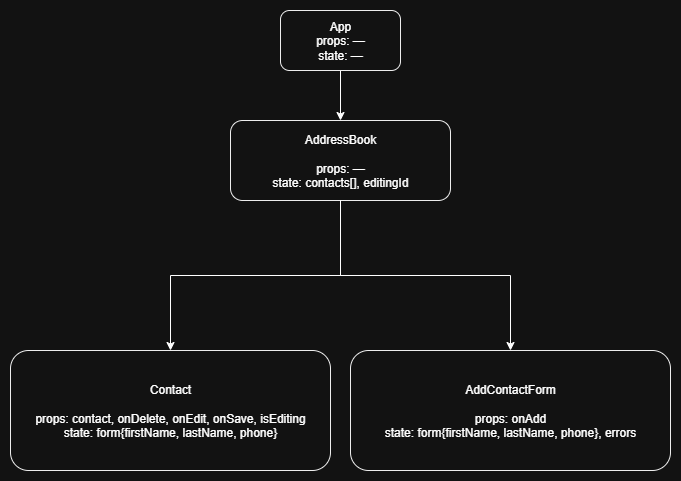 App
props: —
state: —
AddressBook
props: —
state: contacts[], editingId
Contact
props: contact, onDelete, onEdit, onSave, isEditing
state: form{firstName, lastName, phone}
AddContactForm
props: onAdd
state: form{firstName, lastName, phone}, errors